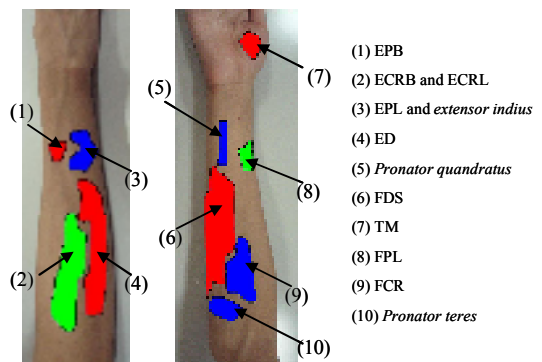 (1)
(2)
(3)
(4)
(5)
(6)
(7)
(8)
(9)
(10)
(1) EPB
(2) ECRB and ECRL
(3) EPL and extensor indius
(4) ED
(5) Pronator quandratus
(6) FDS
(7) TM
(8) FPL
(9) FCR
(10) Pronator teres